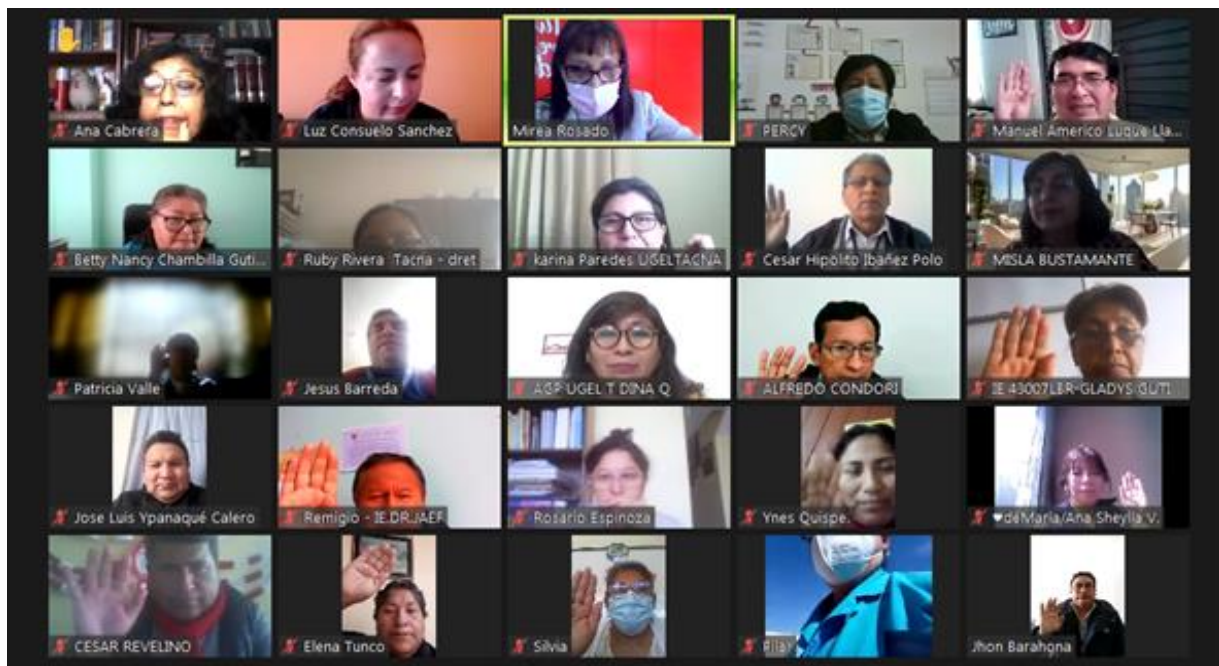 Ana Cabrera
Luz Consuelo Sanchez
Mirea Rosado
PERCY
Manuel Americo Luque Lla...
Betty Nancy Chambilla Guti...
Ruby Rivera Tacna - dret
karina Paredes UGELTACNA
Cesar Hipolito Ibañez Polo
MISLA BUSTAMANTE
Patricia Valle
Jesus Barreda
AGP UGEL T DINA Q
ALFREDO CONDORI
IE 43007LBR-GLADYS GUTI
Jose Luis Ypanaqué Calero
Remigio - IE.DR.JAEF
Rosario Espinoza
Ynes Quispe.
♥deMaria/Ana Sheylla V.
CESAR REVELINO
Elena Tunco
Silvia
Jhon Barahona